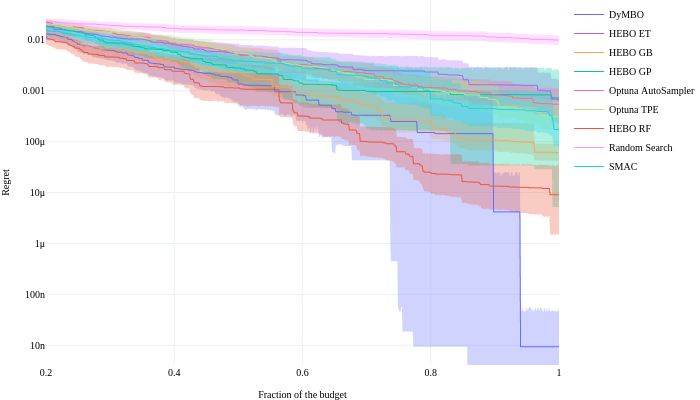 0.01
0.001
100μ
10μ
1μ
100n
10n
Regret
0.2
0.4
0.6
0.8
1
Fraction of the budget
DyMBO
HEBO ET
HEBO GB
HEBO GP
Optuna AutoSampler
Optuna TPE
HEBO RF
Random Search
SMAC